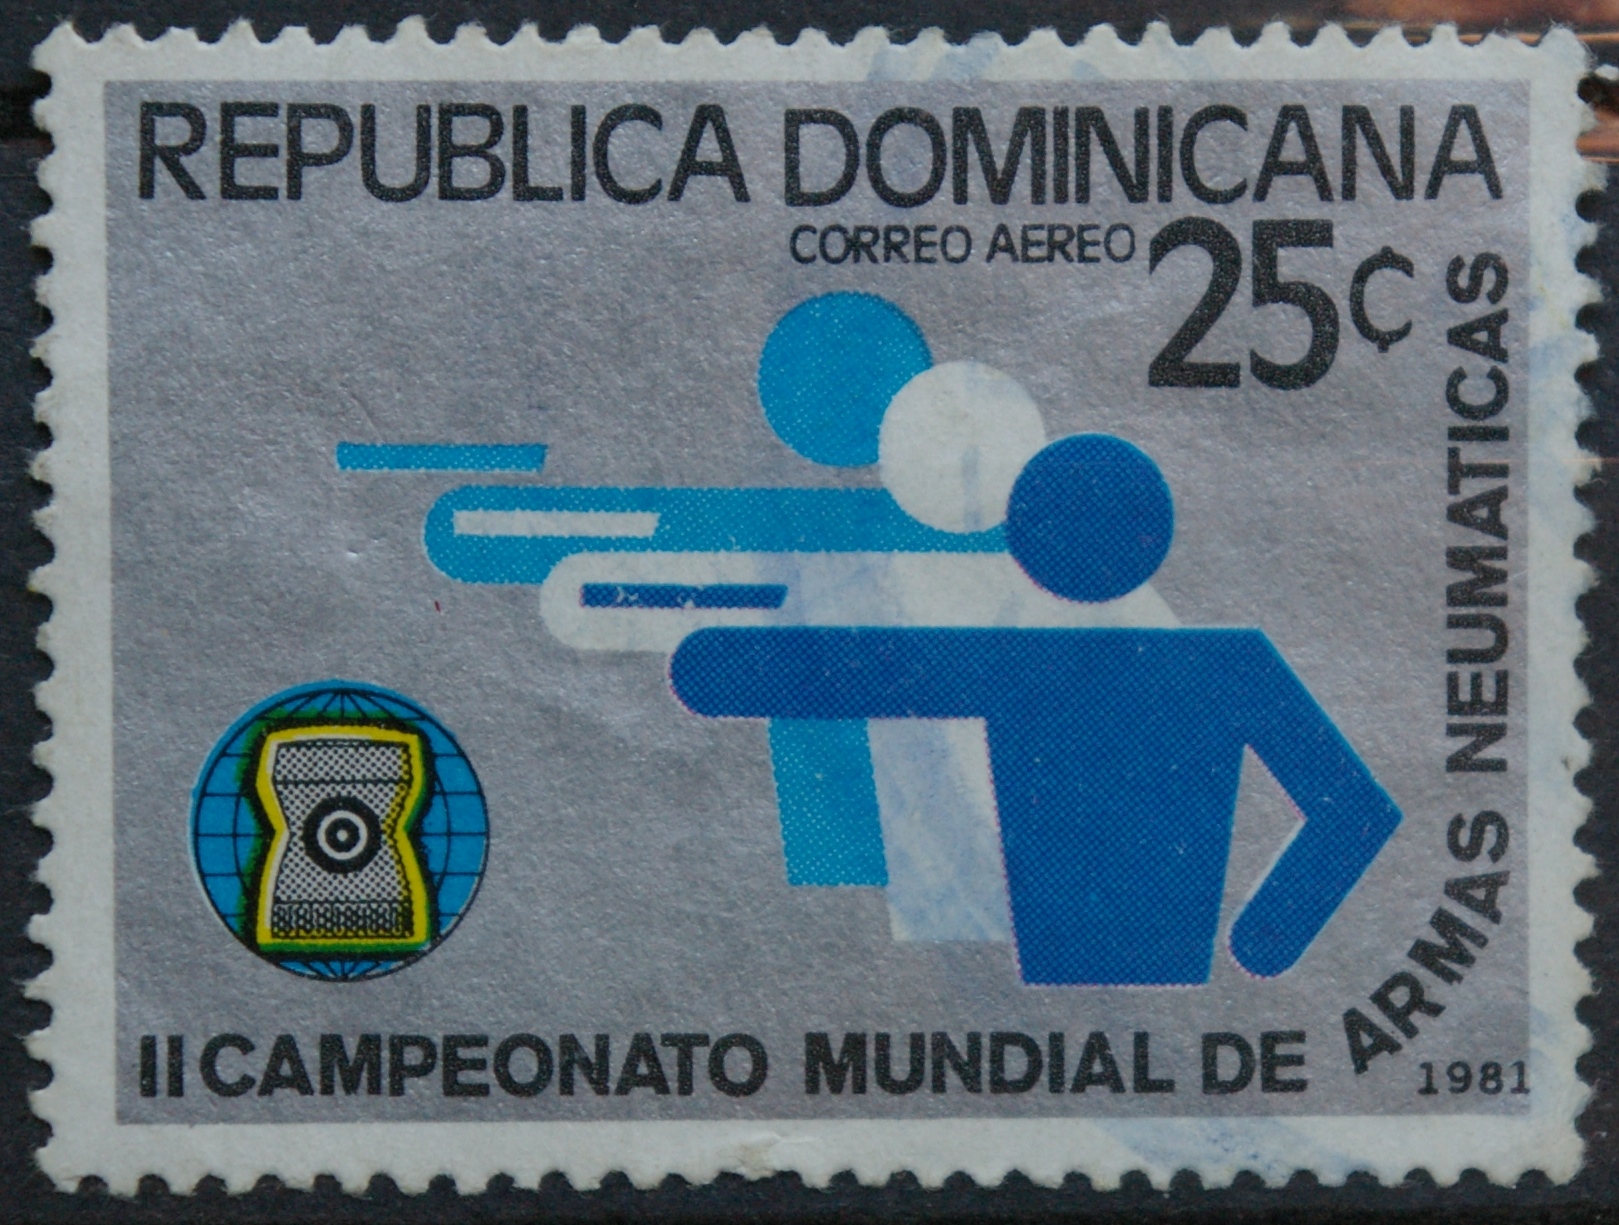 REPUBLICA DOMINICANA
CORREO AEREO
25¢
II CAMPEONATO MUNDIAL DE ARMAS NEUMATICAS
1981